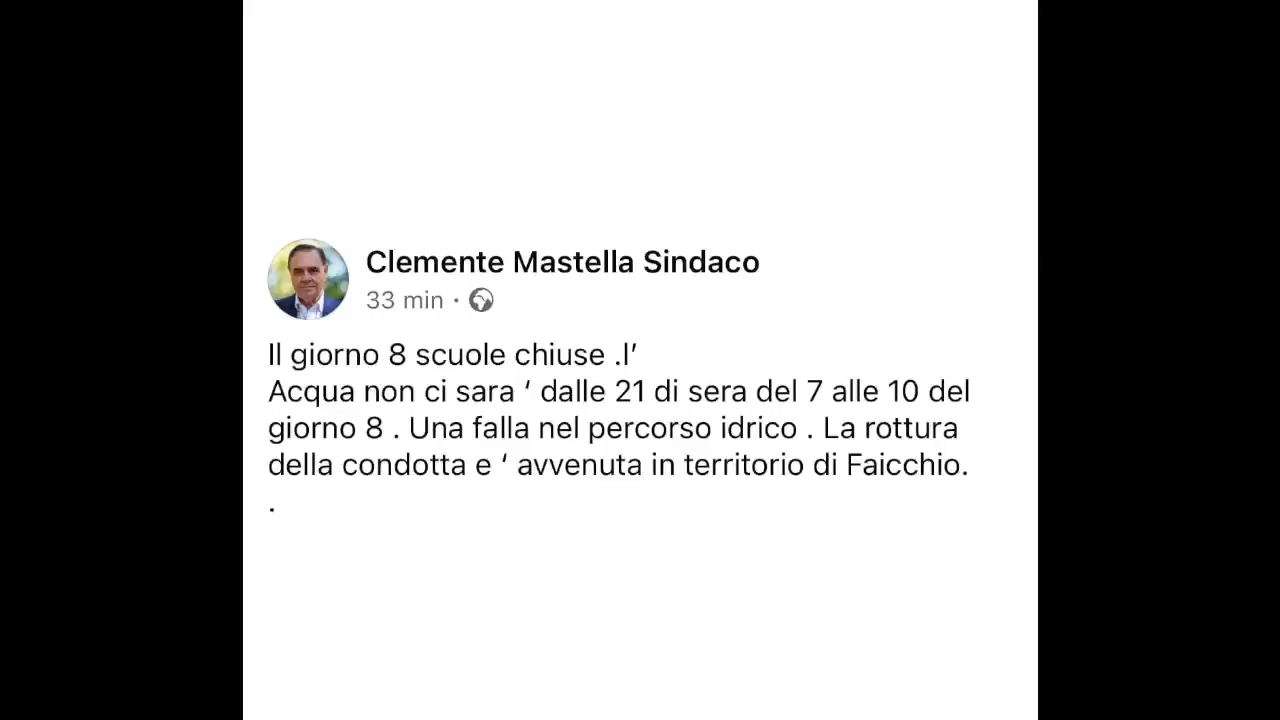 Clemente Mastella Sindaco
33 min ·
Il giorno 8 scuole chiuse .l’
Acqua non ci sara ‘ dalle 21 di sera del 7 alle 10 del
giorno 8 . Una falla nel percorso idrico . La rottura
della condotta e ‘ avvenuta in territorio di Faicchio.
.